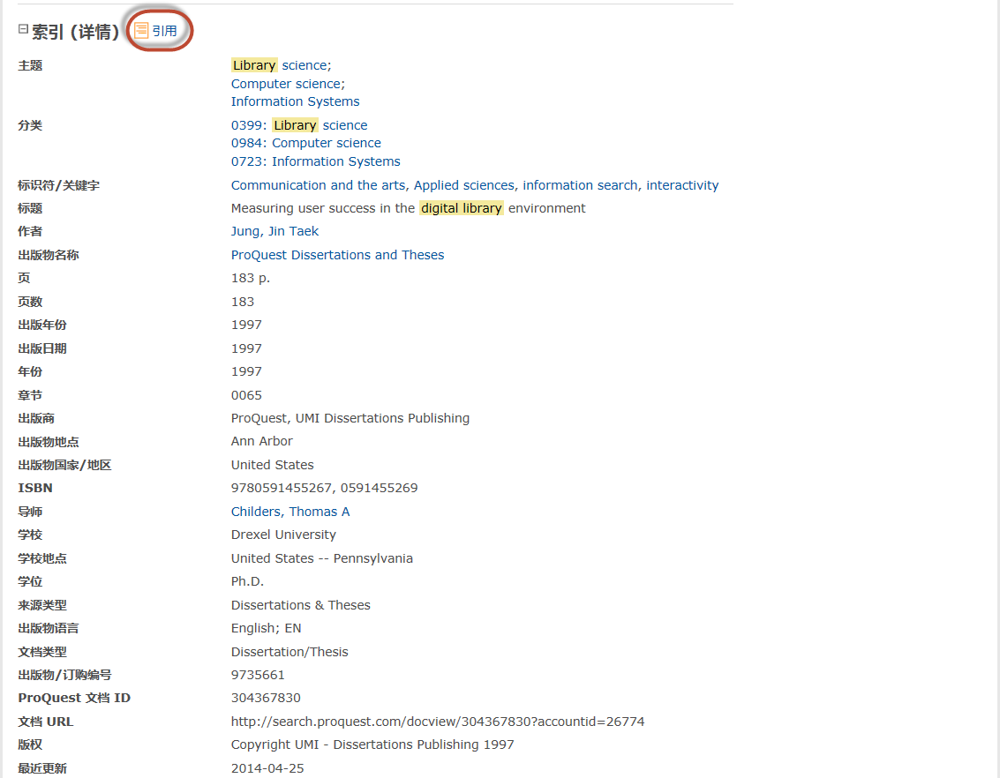 索引 (详情) 引用
主题 Library science;
Computer science;
Information Systems
分类 0399: Library science
0984: Computer science
0723: Information Systems
标识符/关键字 Communication and the arts, Applied sciences, information search, interactivity
标题 Measuring user success in the digital library environment
作者 Jung, Jin Taek
出版物名称 ProQuest Dissertations and Theses
页 183 p.
页数 183
出版年份 1997
出版日期 1997
年份 1997
章节 0065
出版商 ProQuest, UMI Dissertations Publishing
出版物地点 Ann Arbor
出版物国家/地区 United States
ISBN 9780591455267, 0591455269
导师 Childers, Thomas A
学校 Drexel University
学校地点 United States -- Pennsylvania
学位 Ph.D.
来源类型 Dissertations & Theses
出版物语言 English; EN
文档类型 Dissertation/Thesis
出版物/订购编号 9735661
ProQuest 文档 ID 304367830
文档 URL http://search.proquest.com/docview/304367830?accountid=26774
版权 Copyright UMI - Dissertations Publishing 1997
最近更新 2014-04-25